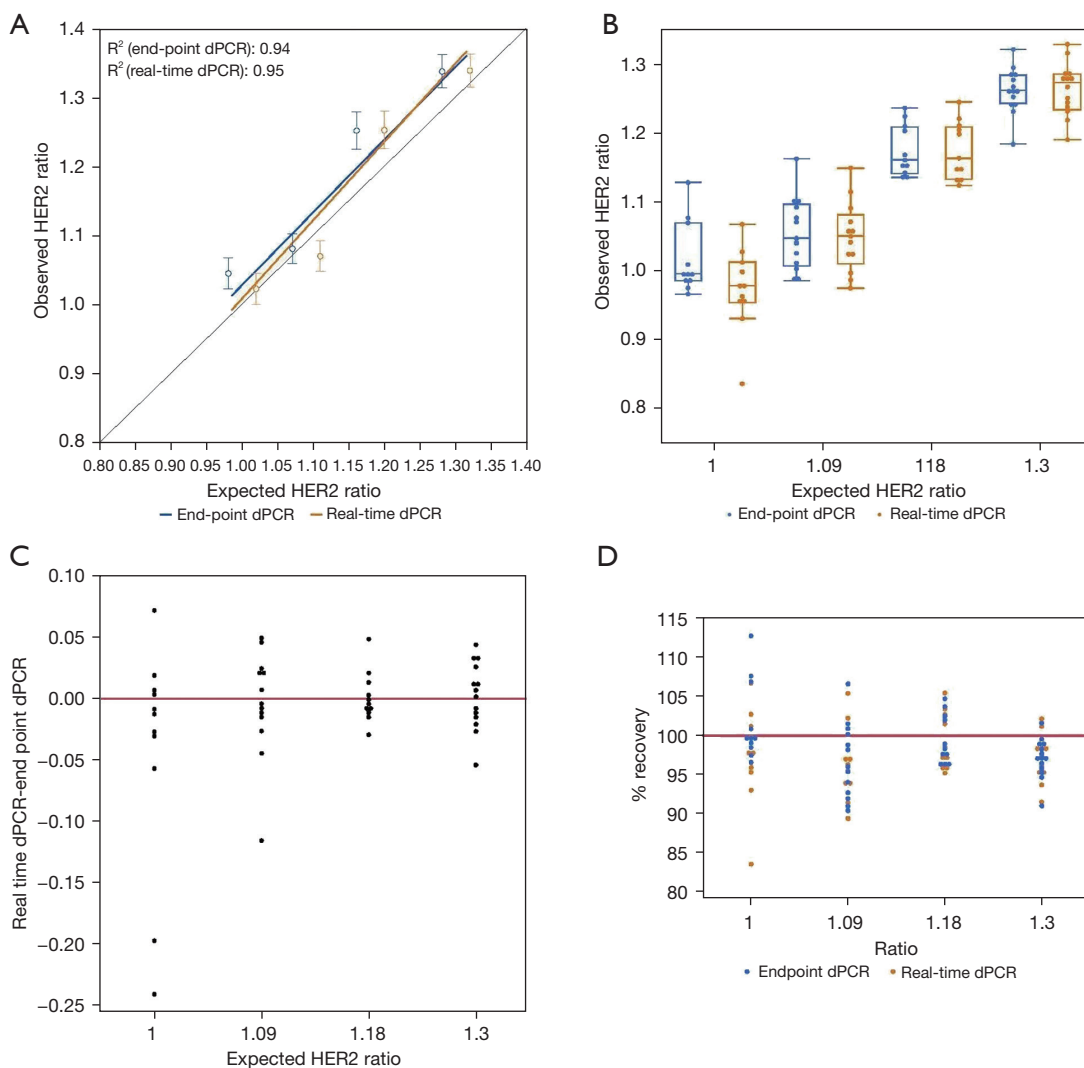 A
R² (end-point dPCR): 0.94
R² (real-time dPCR): 0.95
Observed HER2 ratio
1.4
1.3
1.2
1.1
1.0
0.9
0.8
0.80 0.85 0.90 0.95 1.00 1.05 1.10 1.15 1.20 1.25 1.30 1.35 1.40
Expected HER2 ratio
End-point dPCR Real-time dPCR
B
Observed HER2 ratio
1.3
1.2
1.1
1.0
0.9
0.8
1 1.09 118 1.3
Expected HER2 ratio
End-point dPCR Real-time dPCR
C
Real time dPCR-end point dPCR
0.10
0.05
0.00
−0.05
−0.10
−0.15
−0.20
−0.25
1 1.09 1.18 1.3
Expected HER2 ratio
D
% recovery
115
110
105
100
95
90
85
80
1 1.09 1.18 1.3
Ratio
Endpoint dPCR Real-time dPCR